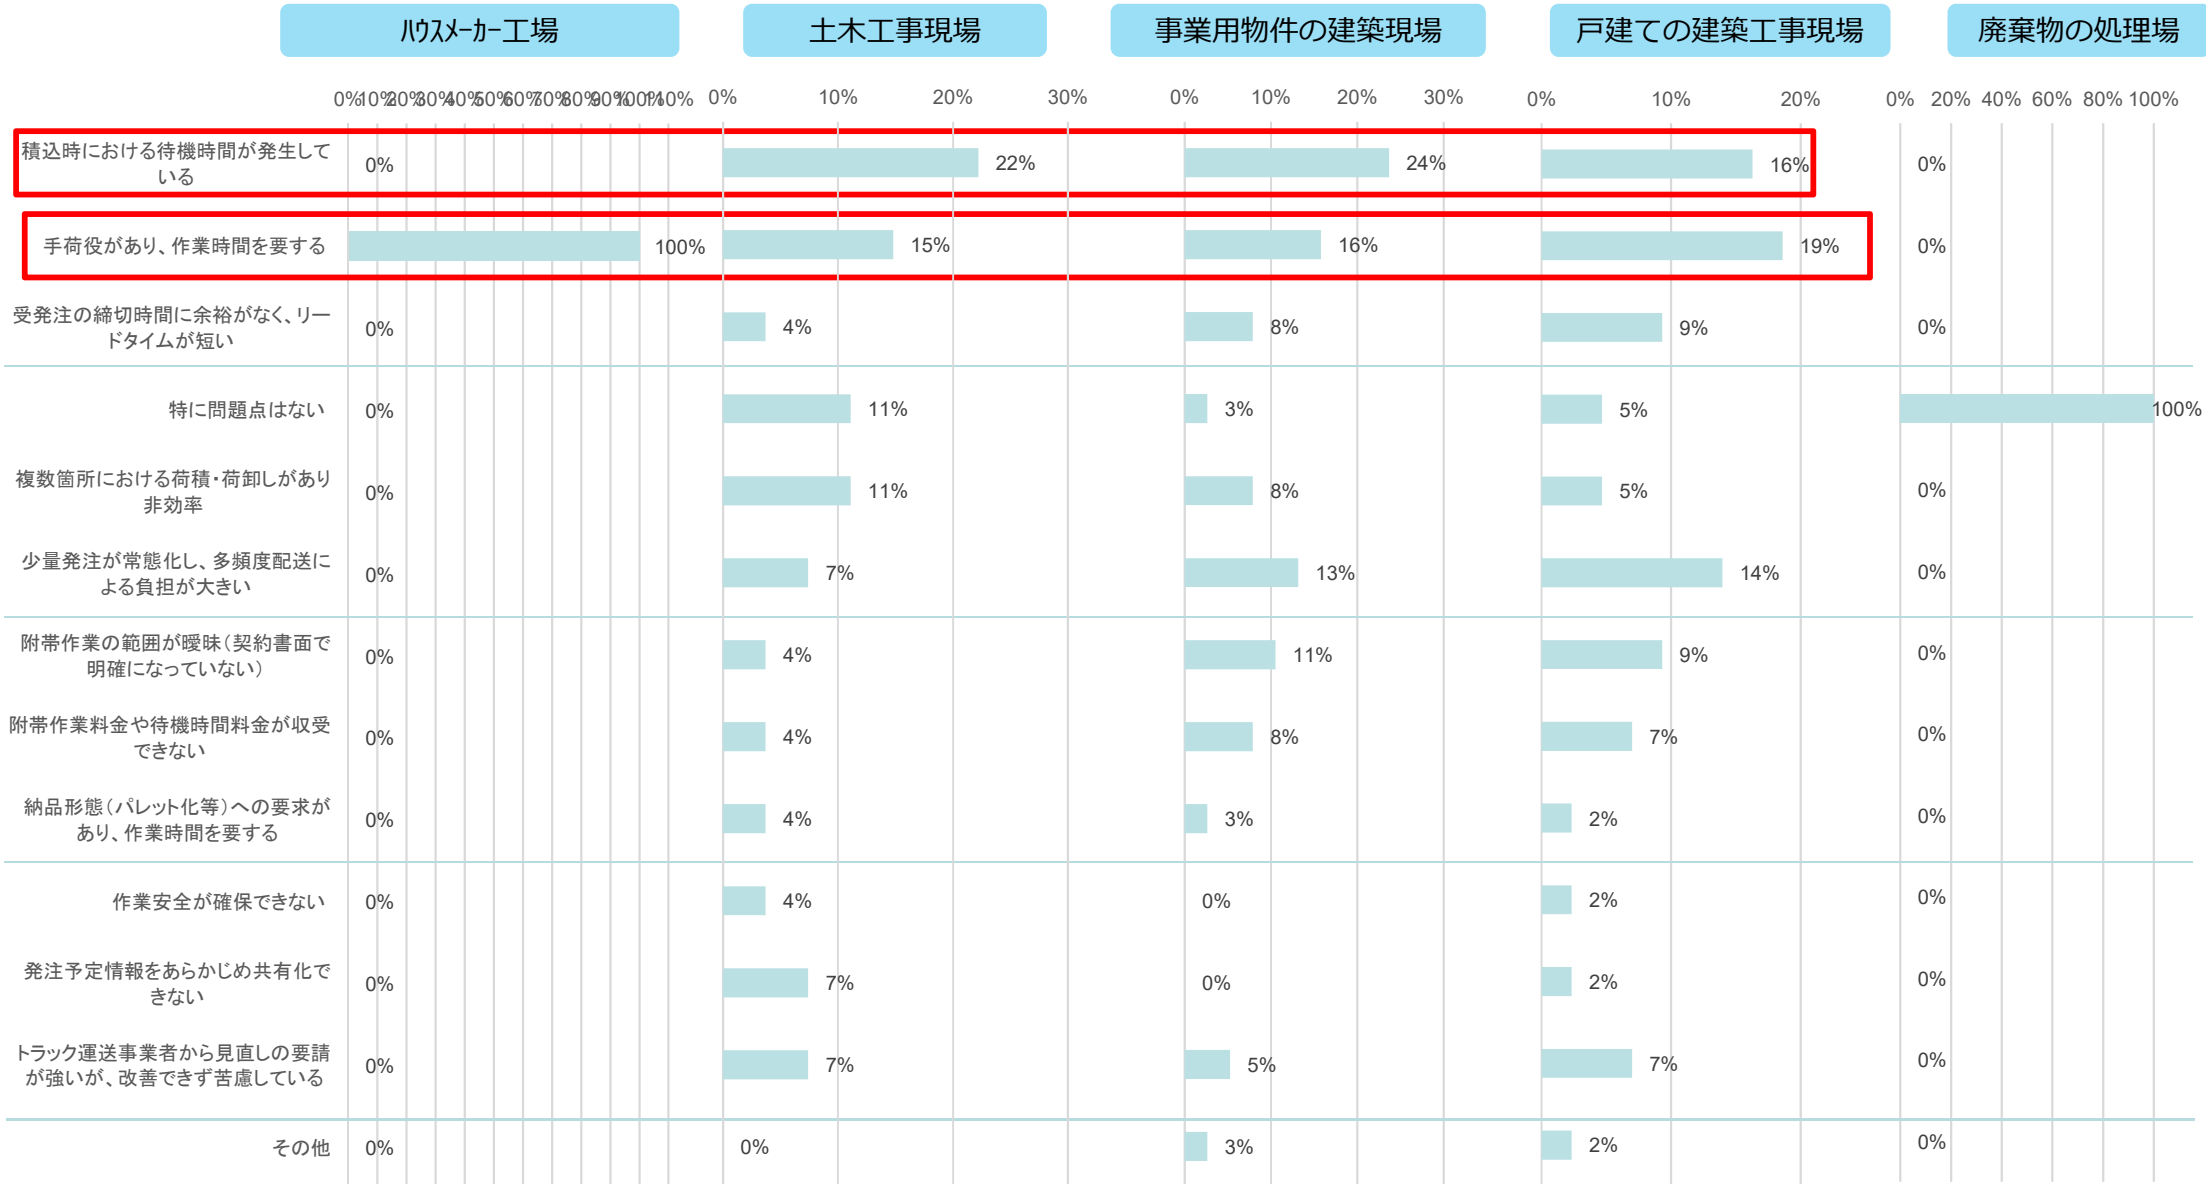 ﾊｳｽﾒｰｶｰ工場 土木工事現場 事業用物件の建築現場 戸建ての建築工事現場 廃棄物の処理場
0% 10% 20% 30% 40% 50% 60% 70% 80% 90% 100% 110% 0% 10% 20% 30% 0% 10% 20% 30% 0% 10% 20% 0% 20% 40% 60% 80% 100%
積込時における待機時間が発生して
いる
0% 22% 24% 16% 0%
手荷役があり、作業時間を要する
100% 15% 16% 19% 0%
受発注の締切時間に余裕がなく、リー
ドタイムが短い
0% 4% 8% 9% 0%
特に問題点はない
0% 11% 3% 5% 100%
複数箇所における荷積・荷卸しがあり
非効率
0% 11% 8% 5% 0%
少量発注が常態化し、多頻度配送に
よる負担が大きい
0% 7% 13% 14% 0%
附帯作業の範囲が曖昧（契約書面で
明確になっていない）
0% 4% 11% 9% 0%
附帯作業料金や待機時間料金が収受
できない
0% 4% 8% 7% 0%
納品形態（パレット化等）への要求が
あり、作業時間を要する
0% 4% 3% 2% 0%
作業安全が確保できない
0% 4% 0% 2% 0%
発注予定情報をあらかじめ共有化で
きない
0% 7% 0% 2% 0%
トラック運送事業者から見直しの要請
が強いが、改善できず苦慮している
0% 7% 5% 7% 0%
その他
0% 0% 3% 2% 0%